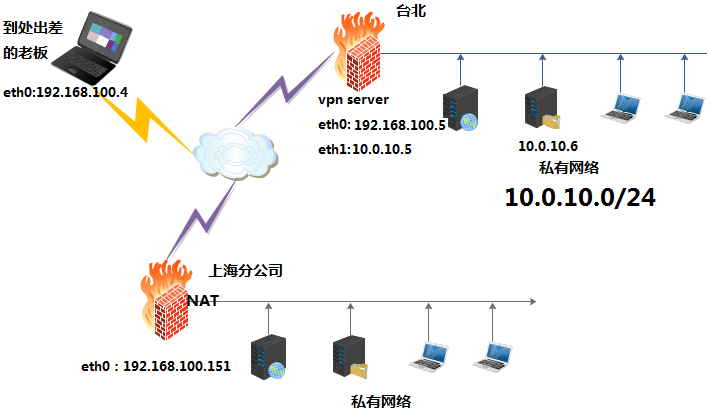 到处出差
的老板
eth0:192.168.100.4
台北
vpn server
eth0: 192.168.100.5
eth1:10.0.10.5
10.0.10.6
私有网络
10.0.10.0/24
上海分公司
NAT
eth0：192.168.100.151
私有网络